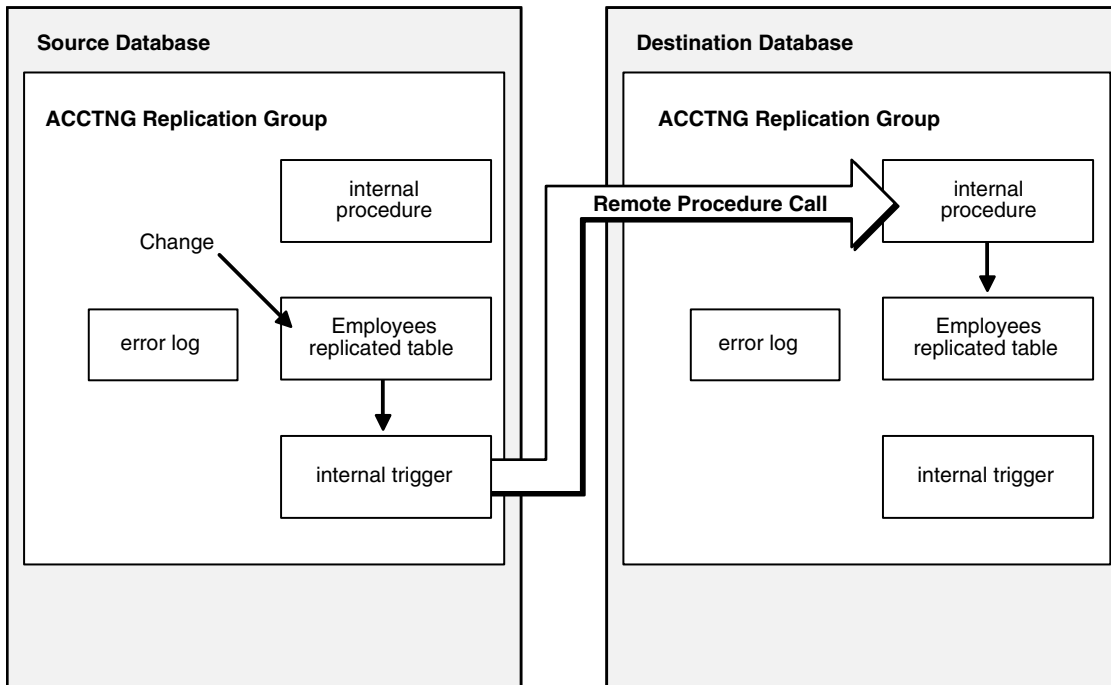 Source Database
ACCTNG Replication Group
internal
procedure
Change
error log
Employees
replicated table
internal trigger
Remote Procedure Call
Destination Database
ACCTNG Replication Group
internal
procedure
error log
Employees
replicated table
internal trigger